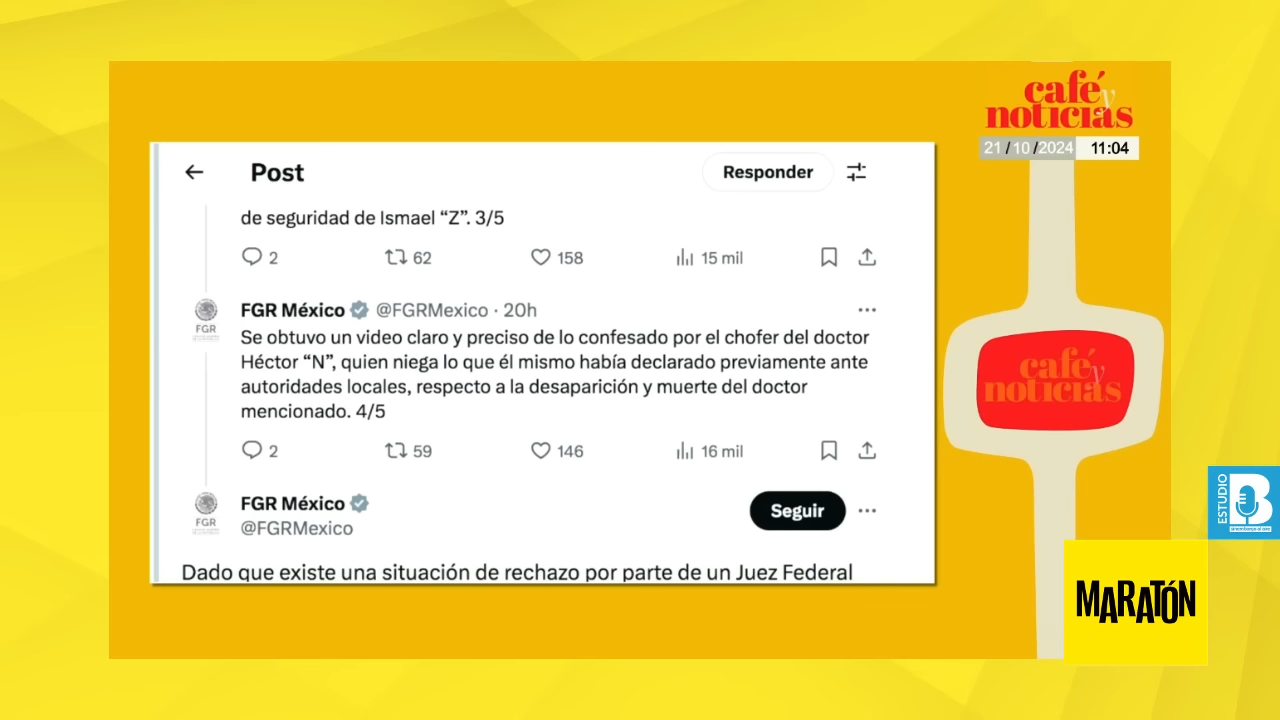 café y
noticias
21/10/2024 11:04
Post
Responder
de seguridad de Ismael “Z”. 3/5
2 62 158 15 mil
FGR México @FGRMexico · 20h
FGR
Se obtuvo un video claro y preciso de lo confesado por el chofer del doctor
Héctor “N”, quien niega lo que él mismo había declarado previamente ante
autoridades locales, respecto a la desaparición y muerte del doctor
mencionado. 4/5
2 59 146 16 mil
FGR México
@FGRMexico
FGR
Seguir
Dado que existe una situación de rechazo por parte de un Juez Federal
café y
noticias
ESTUDIO
B
MARATÓN